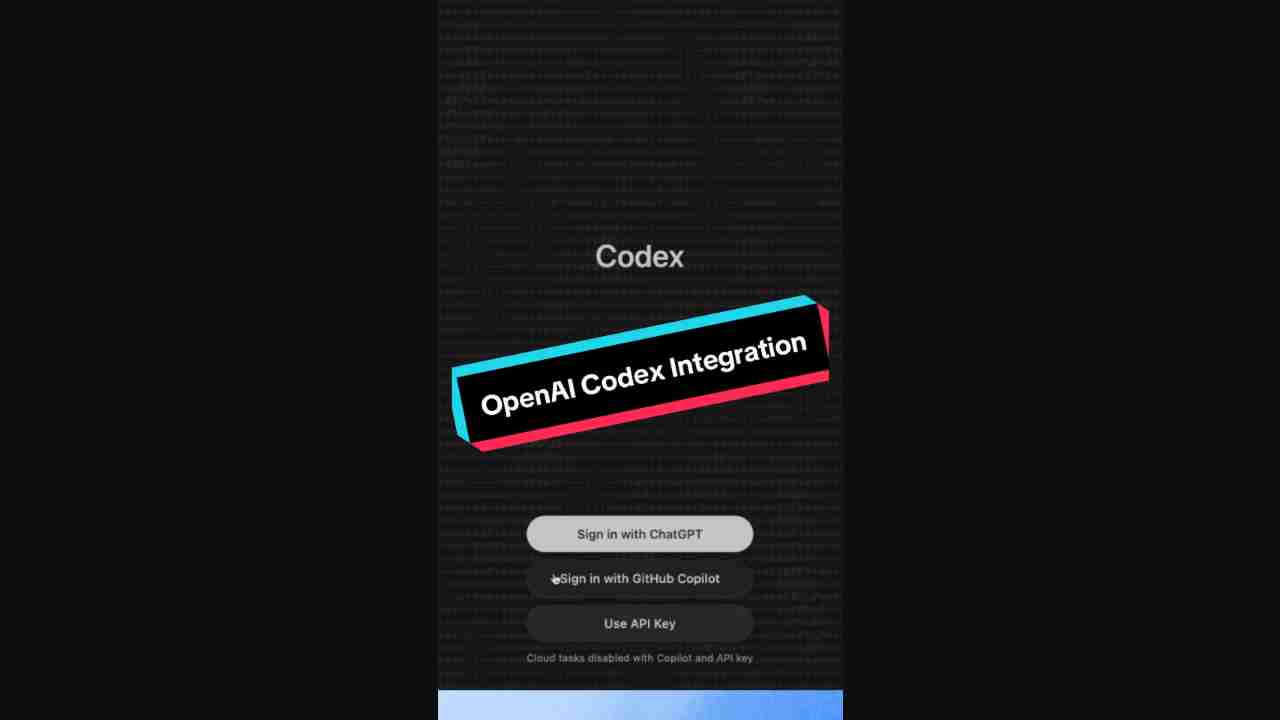 Codex
OpenAI Codex Integration
Sign in with ChatGPT
Sign in with GitHub Copilot
Use API Key
Cloud tasks disabled with Copilot and API key